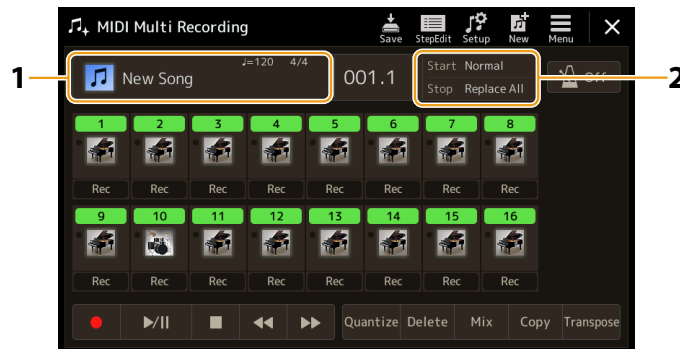 MIDI Multi Recording
Save StepEdit Setup New Menu
1
New Song
♩=120 4/4
001.1
Start Normal
Stop Replace All
Off
2
1 2 3 4 5 6 7 8
Rec Rec Rec Rec Rec Rec Rec Rec
9 10 11 12 13 14 15 16
Rec Rec Rec Rec Rec Rec Rec Rec
Quantize Delete Mix Copy Transpose